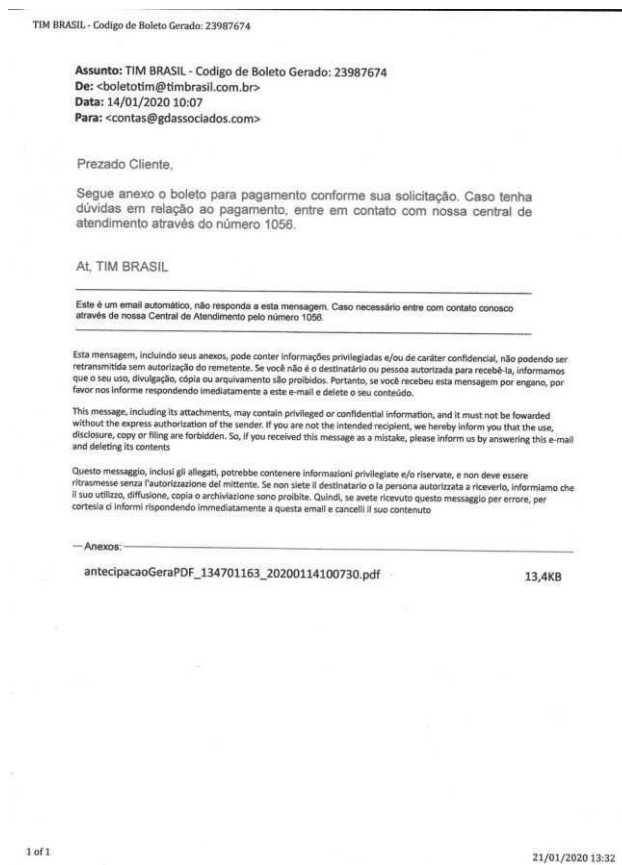 TIM BRASIL - Codigo de Boleto Gerado: 23987674
Assunto: TIM BRASIL - Codigo de Boleto Gerado: 23987674
De: <boletotim@timbrasil.com.br>
Data: 14/01/2020 10:07
Para: <contas@gdassociados.com>
Prezado Cliente,
Segue anexo o boleto para pagamento conforme sua solicitação. Caso tenha
dúvidas em relação ao pagamento, entre em contato com nossa central de
atendimento através do número 1056.
At, TIM BRASIL
Este é um email automático, não responda a esta mensagem. Caso necessário entre com contato conosco
através de nossa Central de Atendimento pelo número 1056.
Esta mensagem, incluindo seus anexos, pode conter informações privilegiadas e/ou de caráter confidencial, não podendo ser
retransmitida sem autorização do remetente. Se você não é o destinatário ou pessoa autorizada para recebê-la, informamos
que o seu uso, divulgação, cópia ou arquivamento são proibidos. Portanto, se você recebeu esta mensagem por engano, por
favor nos informe respondendo imediatamente a este e-mail e delete o seu conteúdo.
This message, including its attachments, may contain privileged or confidential information, and it must not be fowarded
without the express authorization of the sender. If you are not the intended recipient, we hereby inform you that the use,
disclosure, copy or filing are forbidden. So, if you received this message as a mistake, please inform us by answering this e-mail
and deleting its contents
Questo messaggio, inclusi gli allegati, potrebbe contenere informazioni privilegiate e/o riservate, e non deve essere
ritrasmesse senza l'autorizzazione del mittente. Se non siete il destinatario o la persona autorizzata a riceverlo, informiamo che
il suo utilizzo, diffusione, copia o archiviazione sono proibite. Quindi, se avete ricevuto questo messaggio per errore, per
cortesia ci informi rispondendo immediatamente a questa email e cancelli il suo contenuto
Anexos:
antecipacaoGeraPDF_134701163_20200114100730.pdf 13,4KB
1 of 1 21/01/2020 13:32